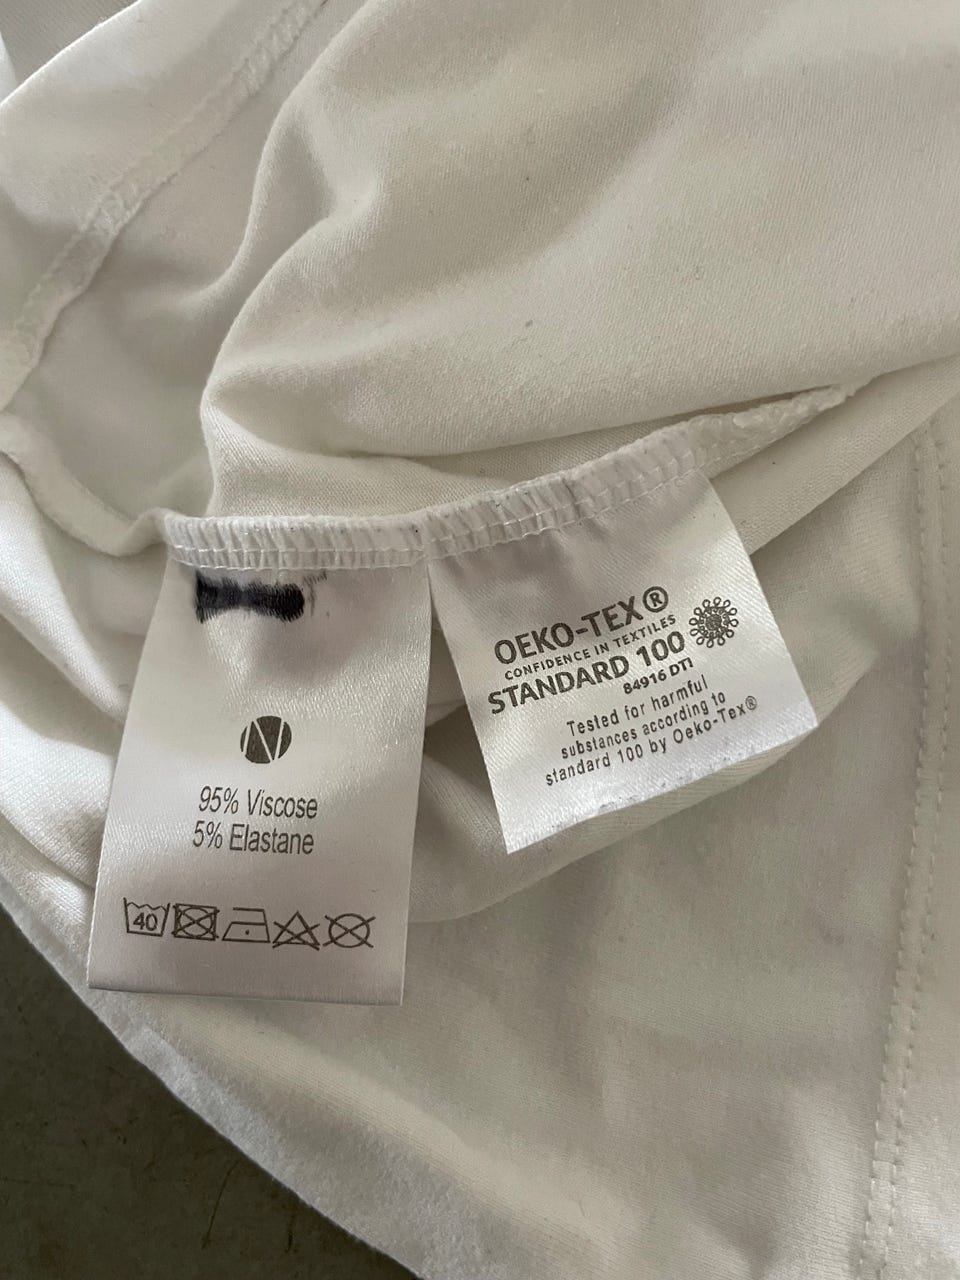 N
95% Viscose
5% Elastane
40
OEKO-TEX®
CONFIDENCE IN TEXTILES
STANDARD 100
84916 DTI
Tested for harmful
substances according to
standard 100 by Oeko-Tex®